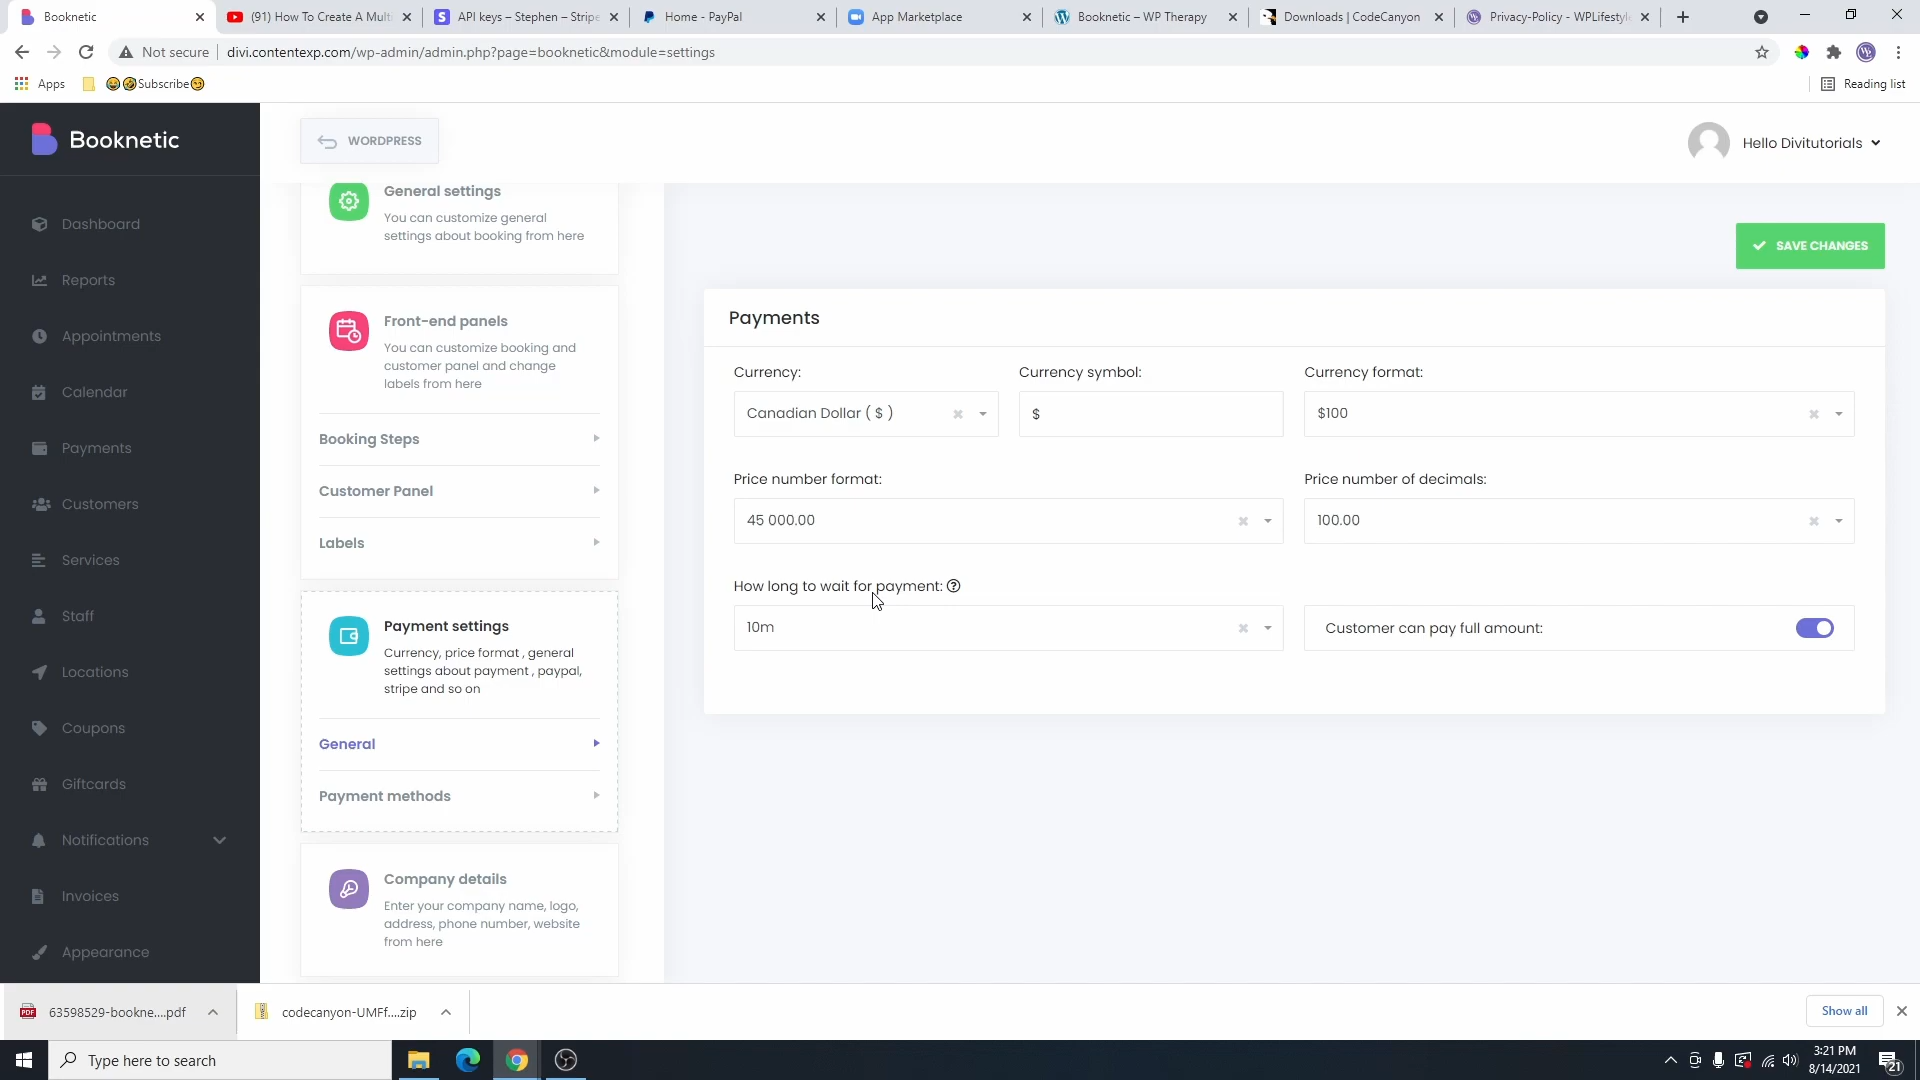 Booknetic
(91) How To Create A Mult
API keys – Stephen – Stripe
Home - PayPal
App Marketplace
Booknetic – WP Therapy
Downloads | CodeCanyon
Privacy-Policy - WPLifestyl
Not secure
divi.contentexp.com/wp-admin/admin.php?page=booknetic&module=settings
Apps
Subscribe
Reading list
Booknetic
WORDPRESS
Hello Divitutorials
Dashboard
Reports
Appointments
Calendar
Payments
Customers
Services
Staff
Locations
Coupons
Giftcards
Notifications
Invoices
Appearance
General settings
You can customize general
settings about booking from here
Front-end panels
You can customize booking and
customer panel and change
labels from here
Booking Steps
Customer Panel
Labels
Payment settings
Currency, price format , general
settings about payment , paypal,
stripe and so on
General
Payment methods
Company details
Enter your company name, logo,
address, phone number, website
from here
SAVE CHANGES
Payments
Currency:
Currency symbol:
Currency format:
Canadian Dollar ( $ )
$
$100
Price number format:
Price number of decimals:
45 000.00
100.00
How long to wait for payment:
10m
Customer can pay full amount:
63598529-bookne....pdf
codecanyon-UMFf....zip
Show all
Type here to search
3:21 PM
8/14/2021
21